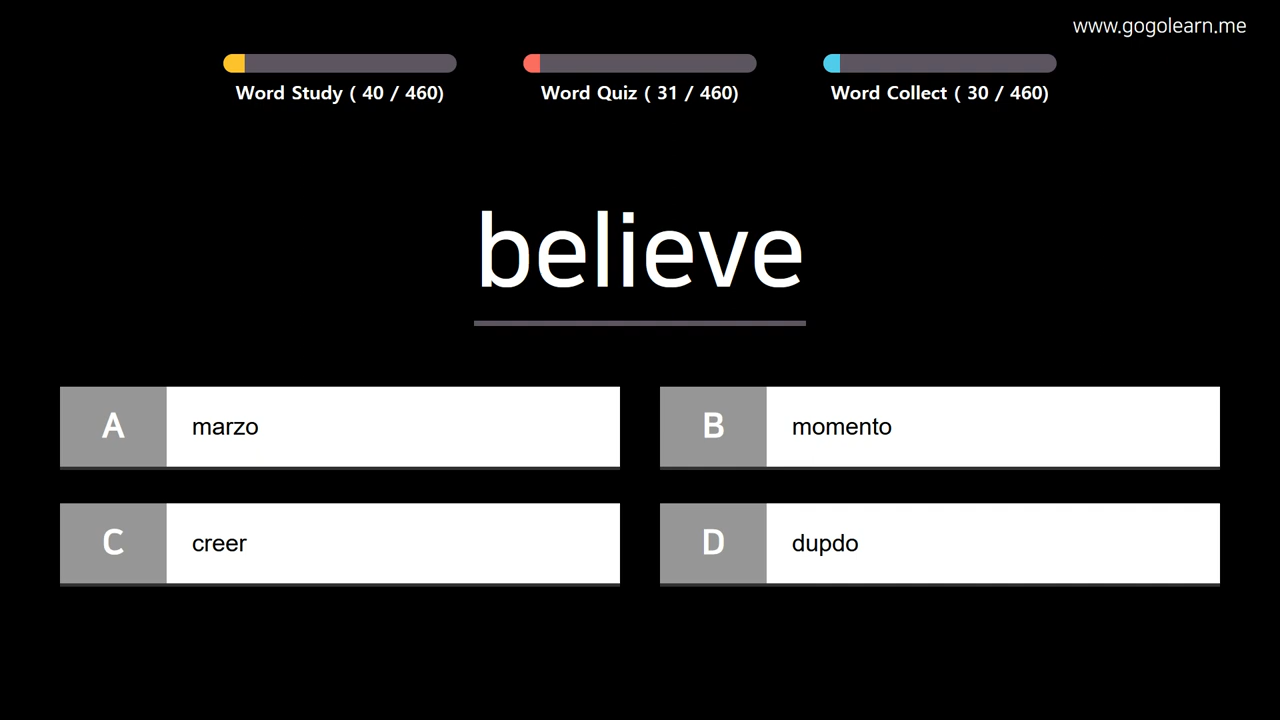 www.gogolearn.me
Word Study ( 40 / 460)
Word Quiz ( 31 / 460)
Word Collect ( 30 / 460)
believe
A marzo
B momento
C creer
D dupdo